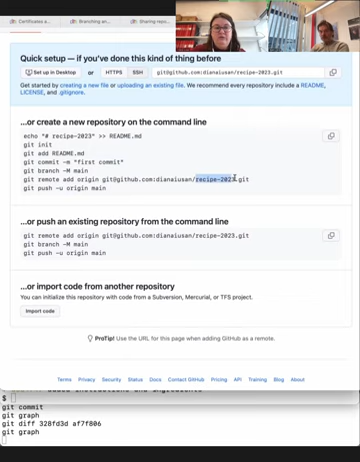 Certificates a
Branching an...
Sharing repo...
Quick setup — if you've done this kind of thing before
Set up in Desktop or HTTPS SSH git@github.com:dianaiusan/recipe-2023.git
Get started by creating a new file or uploading an existing file. We recommend every repository include a README,
LICENSE, and .gitignore.
...or create a new repository on the command line
echo "# recipe-2023" >> README.md
git init
git add README.md
git commit -m "first commit"
git branch -M main
git remote add origin git@github.com:dianaiusan/recipe-2023.git
git push -u origin main
...or push an existing repository from the command line
git remote add origin git@github.com:dianaiusan/recipe-2023.git
git branch -M main
git push -u origin main
...or import code from another repository
You can initialize this repository with code from a Subversion, Mercurial, or TFS project.
Import code
ProTip! Use the URL for this page when adding GitHub as a remote.
Terms Privacy Security Status Docs Contact GitHub Pricing API Training Blog About
$
git commit
git graph
git diff 328fd3d af7f806
git graph